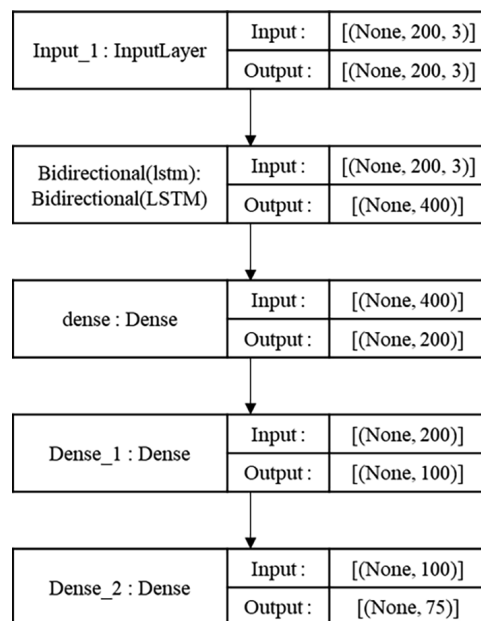 Input_1 : InputLayer
Input :
[(None, 200, 3)]
Output :
[(None, 200, 3)]
Bidirectional(lstm):
Bidirectional(LSTM)
Input :
[(None, 200, 3)]
Output :
[(None, 400)]
dense : Dense
Input :
[(None, 400)]
Output :
[(None, 200)]
Dense_1 : Dense
Input :
[(None, 200)]
Output :
[(None, 100)]
Dense_2 : Dense
Input :
[(None, 100)]
Output :
[(None, 75)]